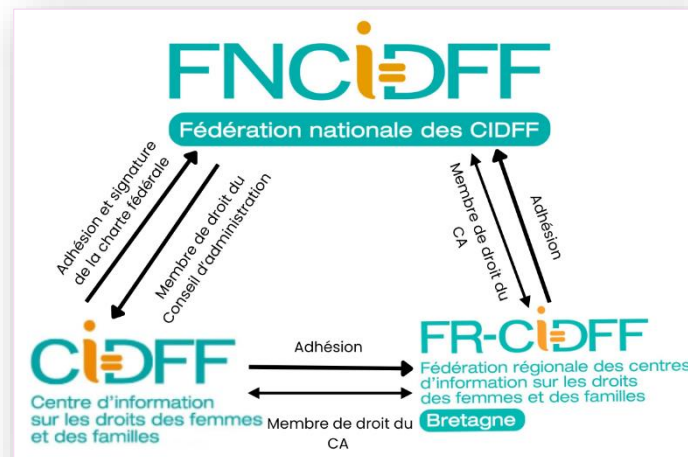 FNCIDFF
Fédération nationale des CIDFF
Adhésion et signature
de la charte fédérale
Membre de droit du
Conseil d'administration
Membre de droit du
CA
Adhésion
CIDFF
Centre d'information
sur les droits des femmes
et des familles
Adhésion
Membre de droit du
CA
FR-CIDFF
Fédération régionale des centres
d'information sur les droits
des femmes et des familles
Bretagne